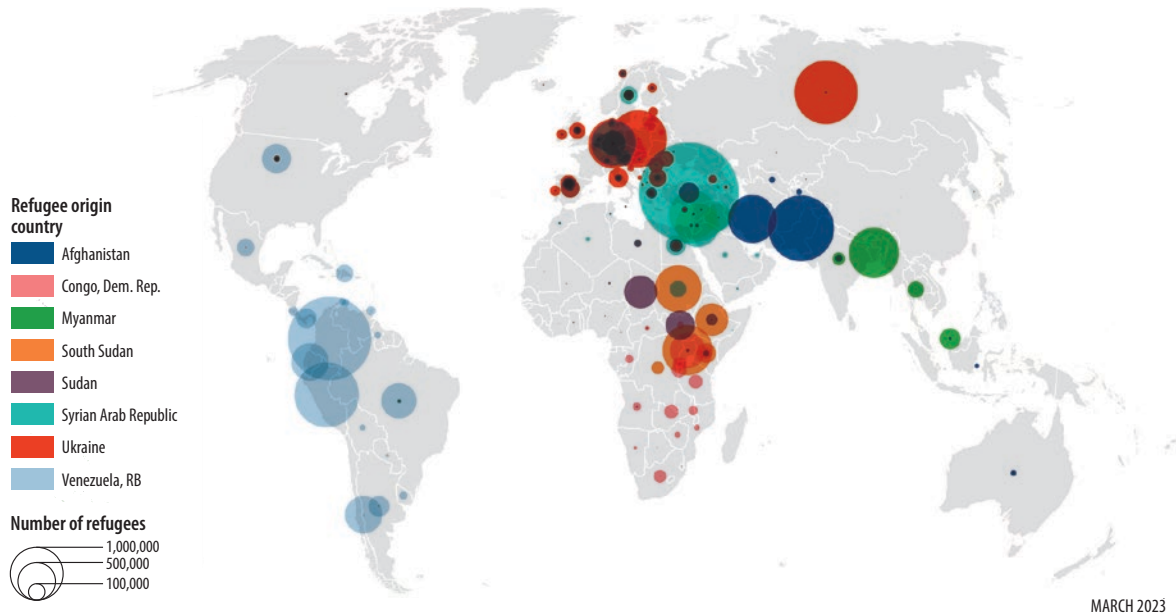 Refugee origin
country
Afghanistan
Congo, Dem. Rep.
Myanmar
South Sudan
Sudan
Syrian Arab Republic
Ukraine
Venezuela, RB
Number of refugees
1,000,000
500,000
100,000
MARCH 2023